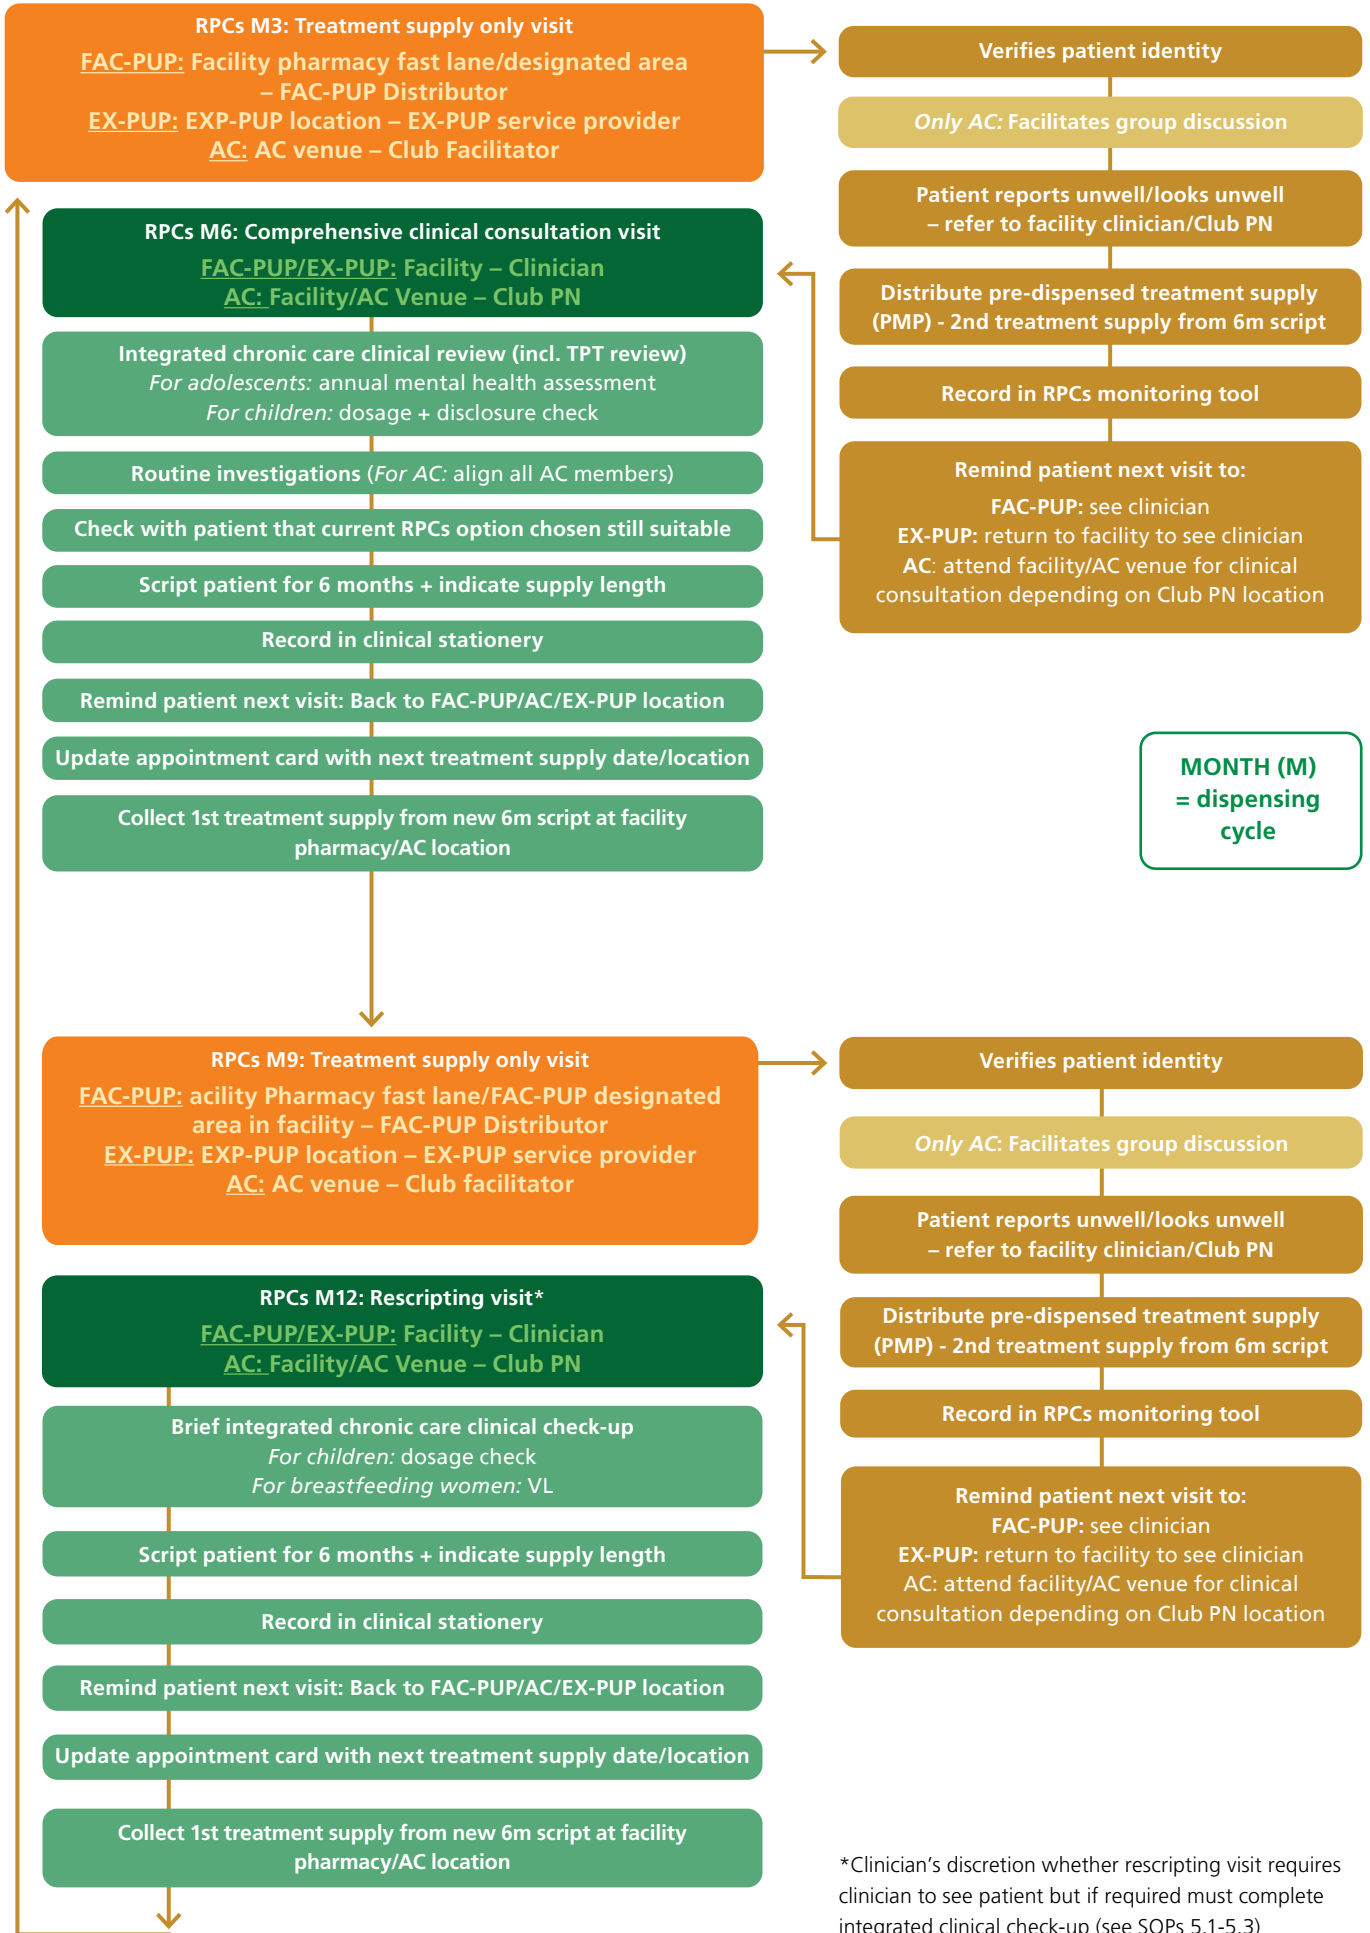 RPCs M3: Treatment supply only visit
FAC-PUP: Facility pharmacy fast lane/designated area
– FAC-PUP Distributor
EX-PUP: EXP-PUP location – EX-PUP service provider
AC: AC venue – Club Facilitator
Verifies patient identity
Only AC: Facilitates group discussion
Patient reports unwell/looks unwell
– refer to facility clinician/Club PN
Distribute pre-dispensed treatment supply
(PMP) - 2nd treatment supply from 6m script
Record in RPCs monitoring tool
Remind patient next visit to:
FAC-PUP: see clinician
EX-PUP: return to facility to see clinician
AC: attend facility/AC venue for clinical
consultation depending on Club PN location
RPCs M6: Comprehensive clinical consultation visit
FAC-PUP/EX-PUP: Facility – Clinician
AC: Facility/AC Venue – Club PN
Integrated chronic care clinical review (incl. TPT review)
For adolescents: annual mental health assessment
For children: dosage + disclosure check
Routine investigations (For AC: align all AC members)
Check with patient that current RPCs option chosen still suitable
Script patient for 6 months + indicate supply length
Record in clinical stationery
Remind patient next visit: Back to FAC-PUP/AC/EX-PUP location
Update appointment card with next treatment supply date/location
Collect 1st treatment supply from new 6m script at facility
pharmacy/AC location
MONTH (M)
= dispensing
cycle
RPCs M9: Treatment supply only visit
FAC-PUP: acility Pharmacy fast lane/FAC-PUP designated
area in facility – FAC-PUP Distributor
EX-PUP: EXP-PUP location – EX-PUP service provider
AC: AC venue – Club facilitator
Verifies patient identity
Only AC: Facilitates group discussion
Patient reports unwell/looks unwell
– refer to facility clinician/Club PN
Distribute pre-dispensed treatment supply
(PMP) - 2nd treatment supply from 6m script
Record in RPCs monitoring tool
Remind patient next visit to:
FAC-PUP: see clinician
EX-PUP: return to facility to see clinician
AC: attend facility/AC venue for clinical
consultation depending on Club PN location
RPCs M12: Rescripting visit*
FAC-PUP/EX-PUP: Facility – Clinician
AC: Facility/AC Venue – Club PN
Brief integrated chronic care clinical check-up
For children: dosage check
For breastfeeding women: VL
Script patient for 6 months + indicate supply length
Record in clinical stationery
Remind patient next visit: Back to FAC-PUP/AC/EX-PUP location
Update appointment card with next treatment supply date/location
Collect 1st treatment supply from new 6m script at facility
pharmacy/AC location
*Clinician's discretion whether rescripting visit requires
clinician to see patient but if required must complete
integrated clinical check-up (see SOPs 5.1-5.3)